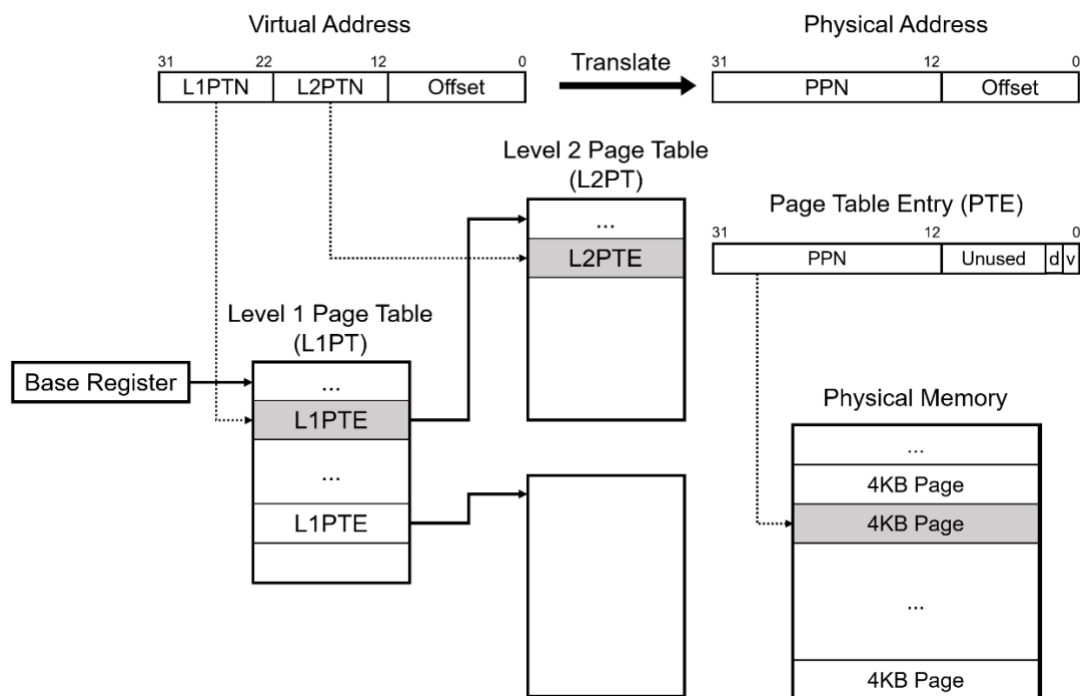 Virtual Address
Physical Address
31 22 12 0
Translate
31 12 0
L1PTN L2PTN Offset
PPN Offset
Level 2 Page Table
(L2PT)
...
L2PTE
Page Table Entry (PTE)
31 12 0
PPN Unused d v
Level 1 Page Table
(L1PT)
Base Register
...
L1PTE
...
L1PTE
Physical Memory
...
4KB Page
4KB Page
...
4KB Page